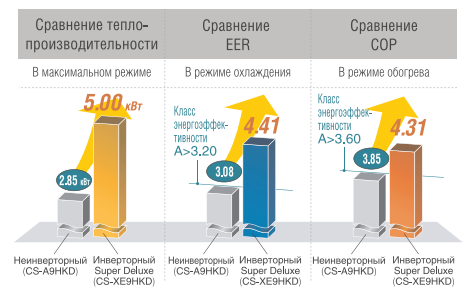 Сравнение тепло-
производительности
Сравнение
EER
Сравнение
COP
В максимальном режиме
В режиме охлаждения
В режиме обогрева
5.00 кВт
2.85 кВт
Класс
энергоэффек-
тивности
А>3.20
4.41
3.08
Класс
энергоэффек-
тивности
А>3.60
4.31
3.85
Неинверторный
(CS-A9HKD)
Инверторный
Super Deluxe
(CS-XE9HKD)
Неинверторный
(CS-A9HKD)
Инверторный
Super Deluxe
(CS-XE9HKD)
Неинверторный
(CS-A9HKD)
Инверторный
Super Deluxe
(CS-XE9HKD)